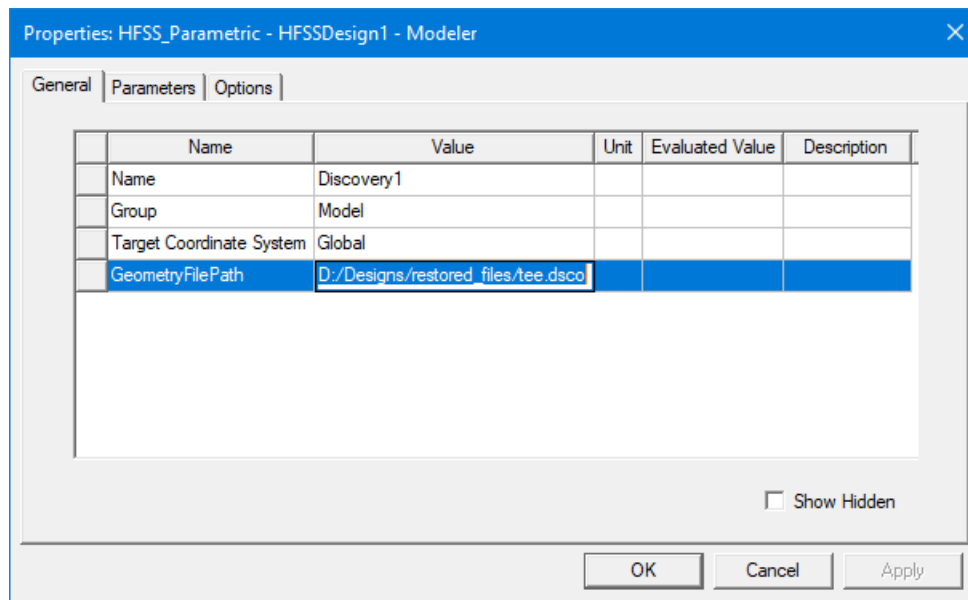 Properties: HFSS_Parametric - HFSSDesign1 - Modeler
General Parameters Options
Name Value Unit Evaluated Value Description
Name Discovery1
Group Model
Target Coordinate System Global
GeometryFilePath D:/Designs/restored_files/tee.dsco
Show Hidden
OK Cancel Apply